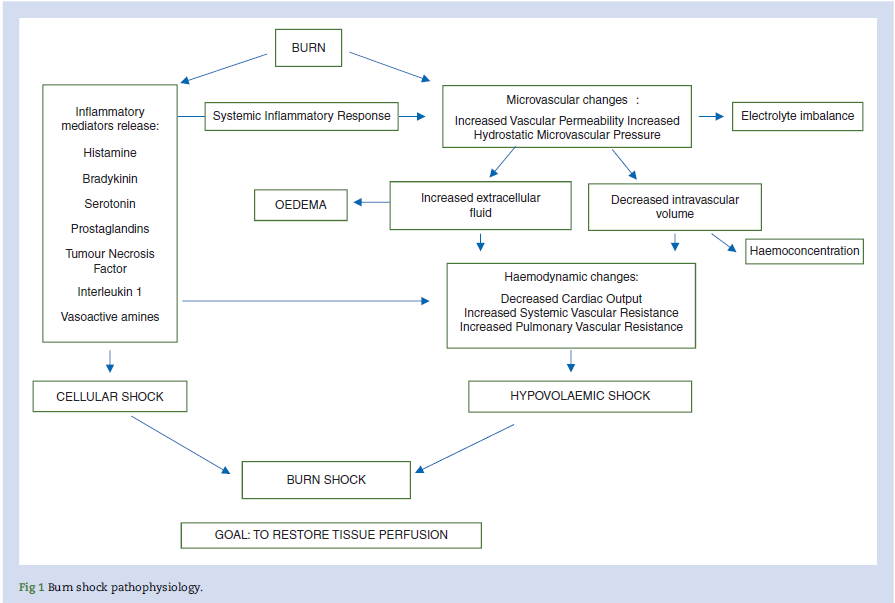 BURN
Inflammatory
mediators release:
Histamine
Bradykinin
Serotonin
Prostaglandins
Tumour Necrosis
Factor
Interleukin 1
Vasoactive amines
Systemic Inflammatory Response
Microvascular changes :
Increased Vascular Permeability Increased
Hydrostatic Microvascular Pressure
Electrolyte imbalance
OEDEMA
Increased extracellular
fluid
Decreased intravascular
volume
Haemoconcentration
Haemodynamic changes:
Decreased Cardiac Output
Increased Systemic Vascular Resistance
Increased Pulmonary Vascular Resistance
CELLULAR SHOCK
HYPOVOLAEMIC SHOCK
BURN SHOCK
GOAL: TO RESTORE TISSUE PERFUSION
Fig 1 Burn shock pathophysiology.